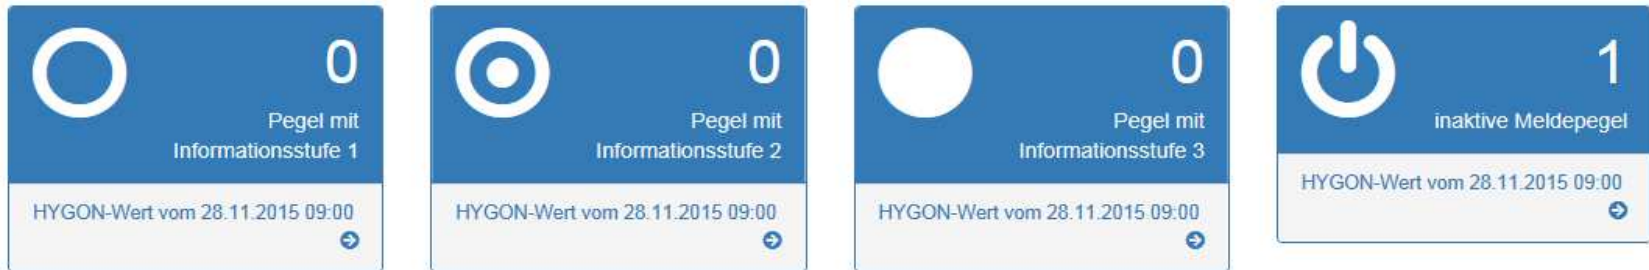 0
Pegel mit
Informationsstufe 1
HYGON-Wert vom 28.11.2015 09:00
0
Pegel mit
Informationsstufe 2
HYGON-Wert vom 28.11.2015 09:00
0
Pegel mit
Informationsstufe 3
HYGON-Wert vom 28.11.2015 09:00
1
inaktive Meldepegel
HYGON-Wert vom 28.11.2015 09:00